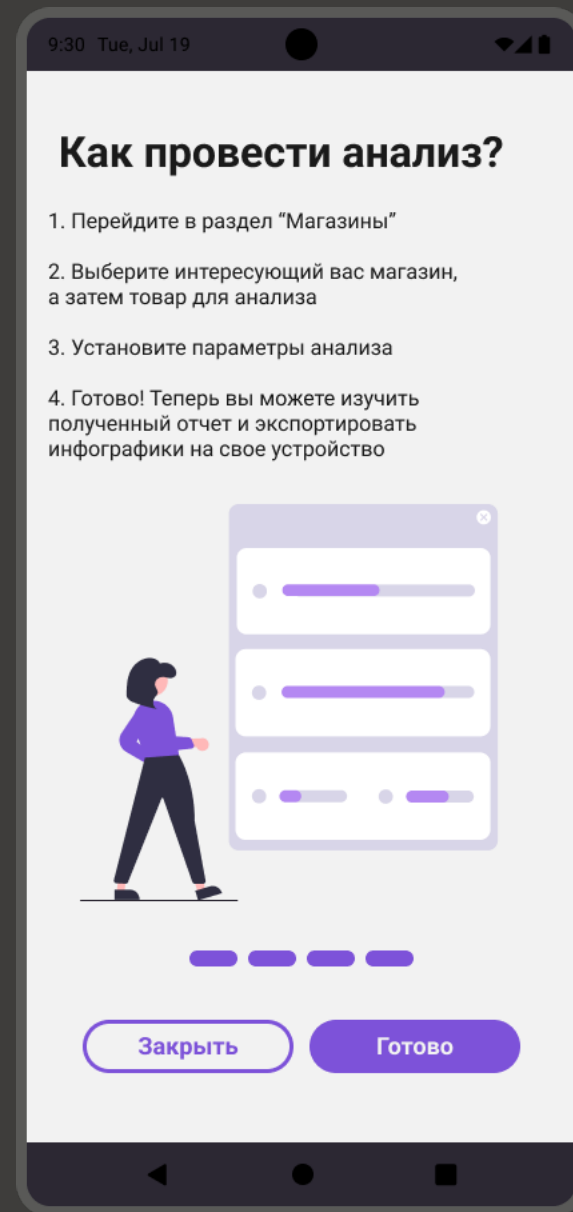 9:30 Tue, Jul 19
Как провести анализ?
1. Перейдите в раздел “Магазины”
2. Выберите интересующий вас магазин,
а затем товар для анализа
3. Установите параметры анализа
4. Готово! Теперь вы можете изучить
полученный отчет и экспортировать
инфографики на свое устройство
Закрыть
Готово